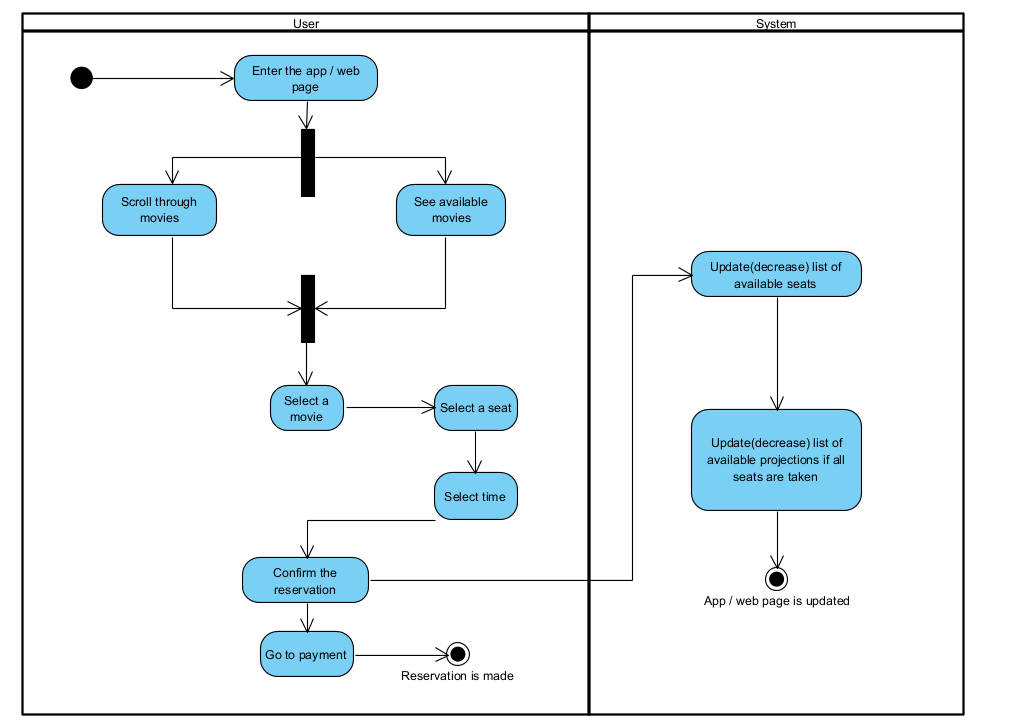 User
System
Enter the app / web
page
Scroll through
movies
See available
movies
Update(decrease) list of
available seats
Select a
movie
Select a seat
Update(decrease) list of
available projections if all
seats are taken
Select time
Confirm the
reservation
App / web page is updated
Go to payment
Reservation is made